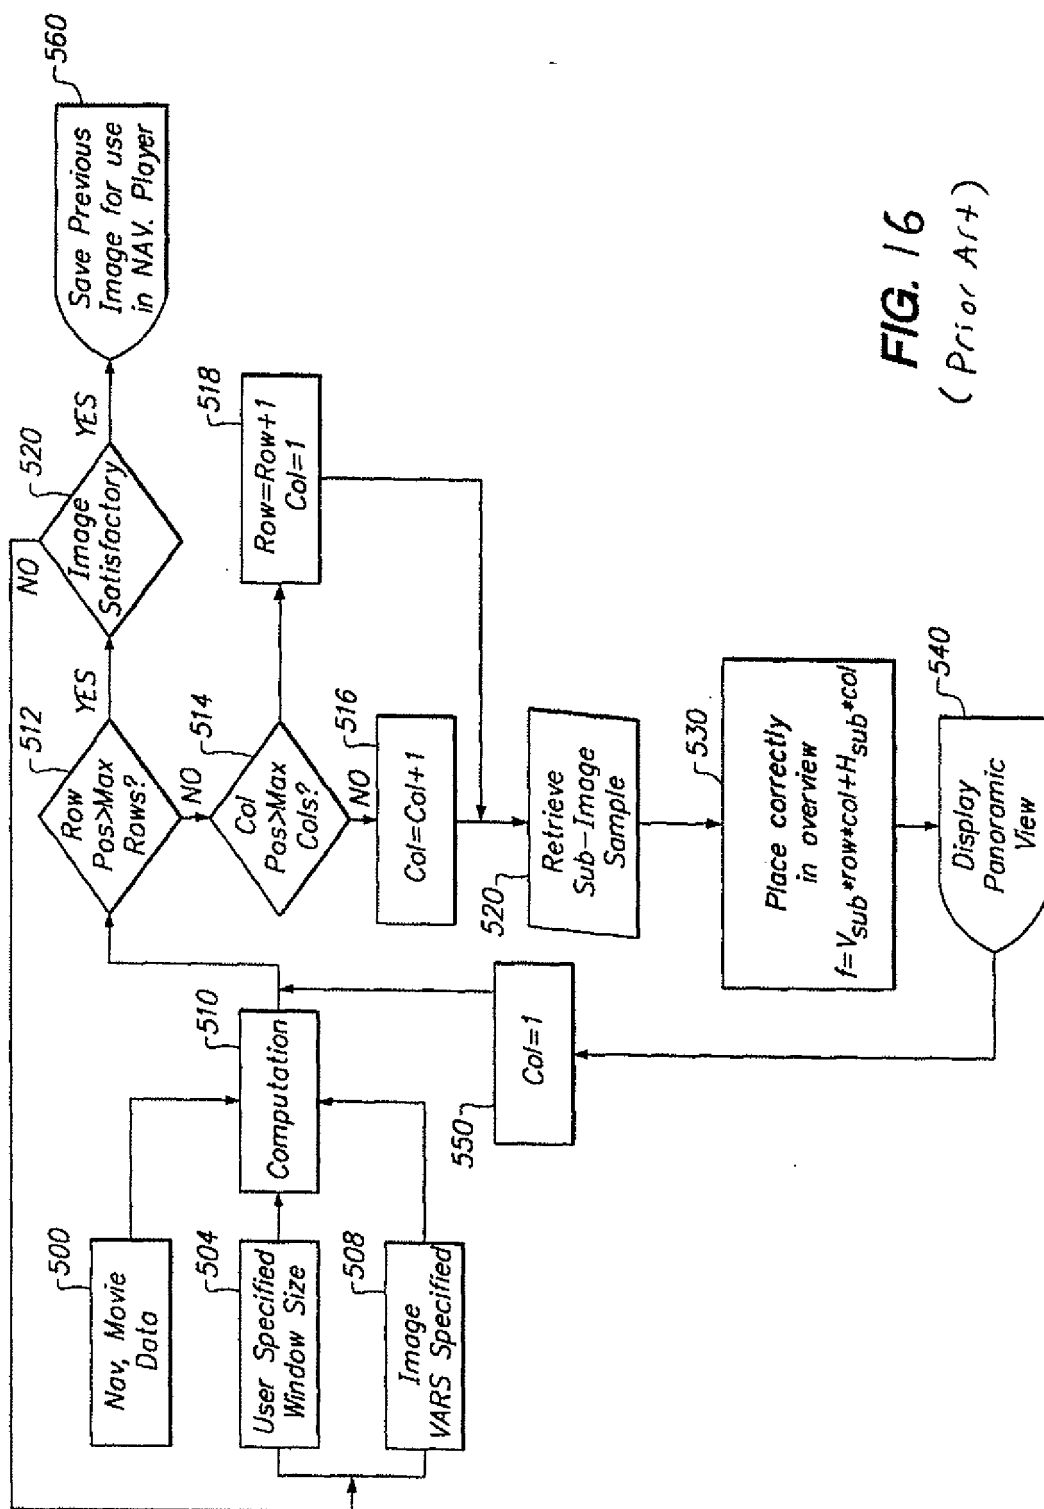 500
Nav, Movie
Data
504
User Specified
Window Size
508
Image
VARS Specified
510
Computation
512
Row
Pos>Max
Rows?
YES
NO
520
Image
Satisfactory
NO
YES
560
Save Previous
Image for use
in NAV. Player
514
Col
Pos>Max
Cols?
NO
518
Row=Row+1
Col=1
516
Col=Col+1
520
Retrieve
Sub-Image
Sample
530
Place correctly
in overview
f=Vsub*row*col+Hsub*col
540
Display
Panoramic
View
550
Col=1
FIG. 16
(Prior Art)